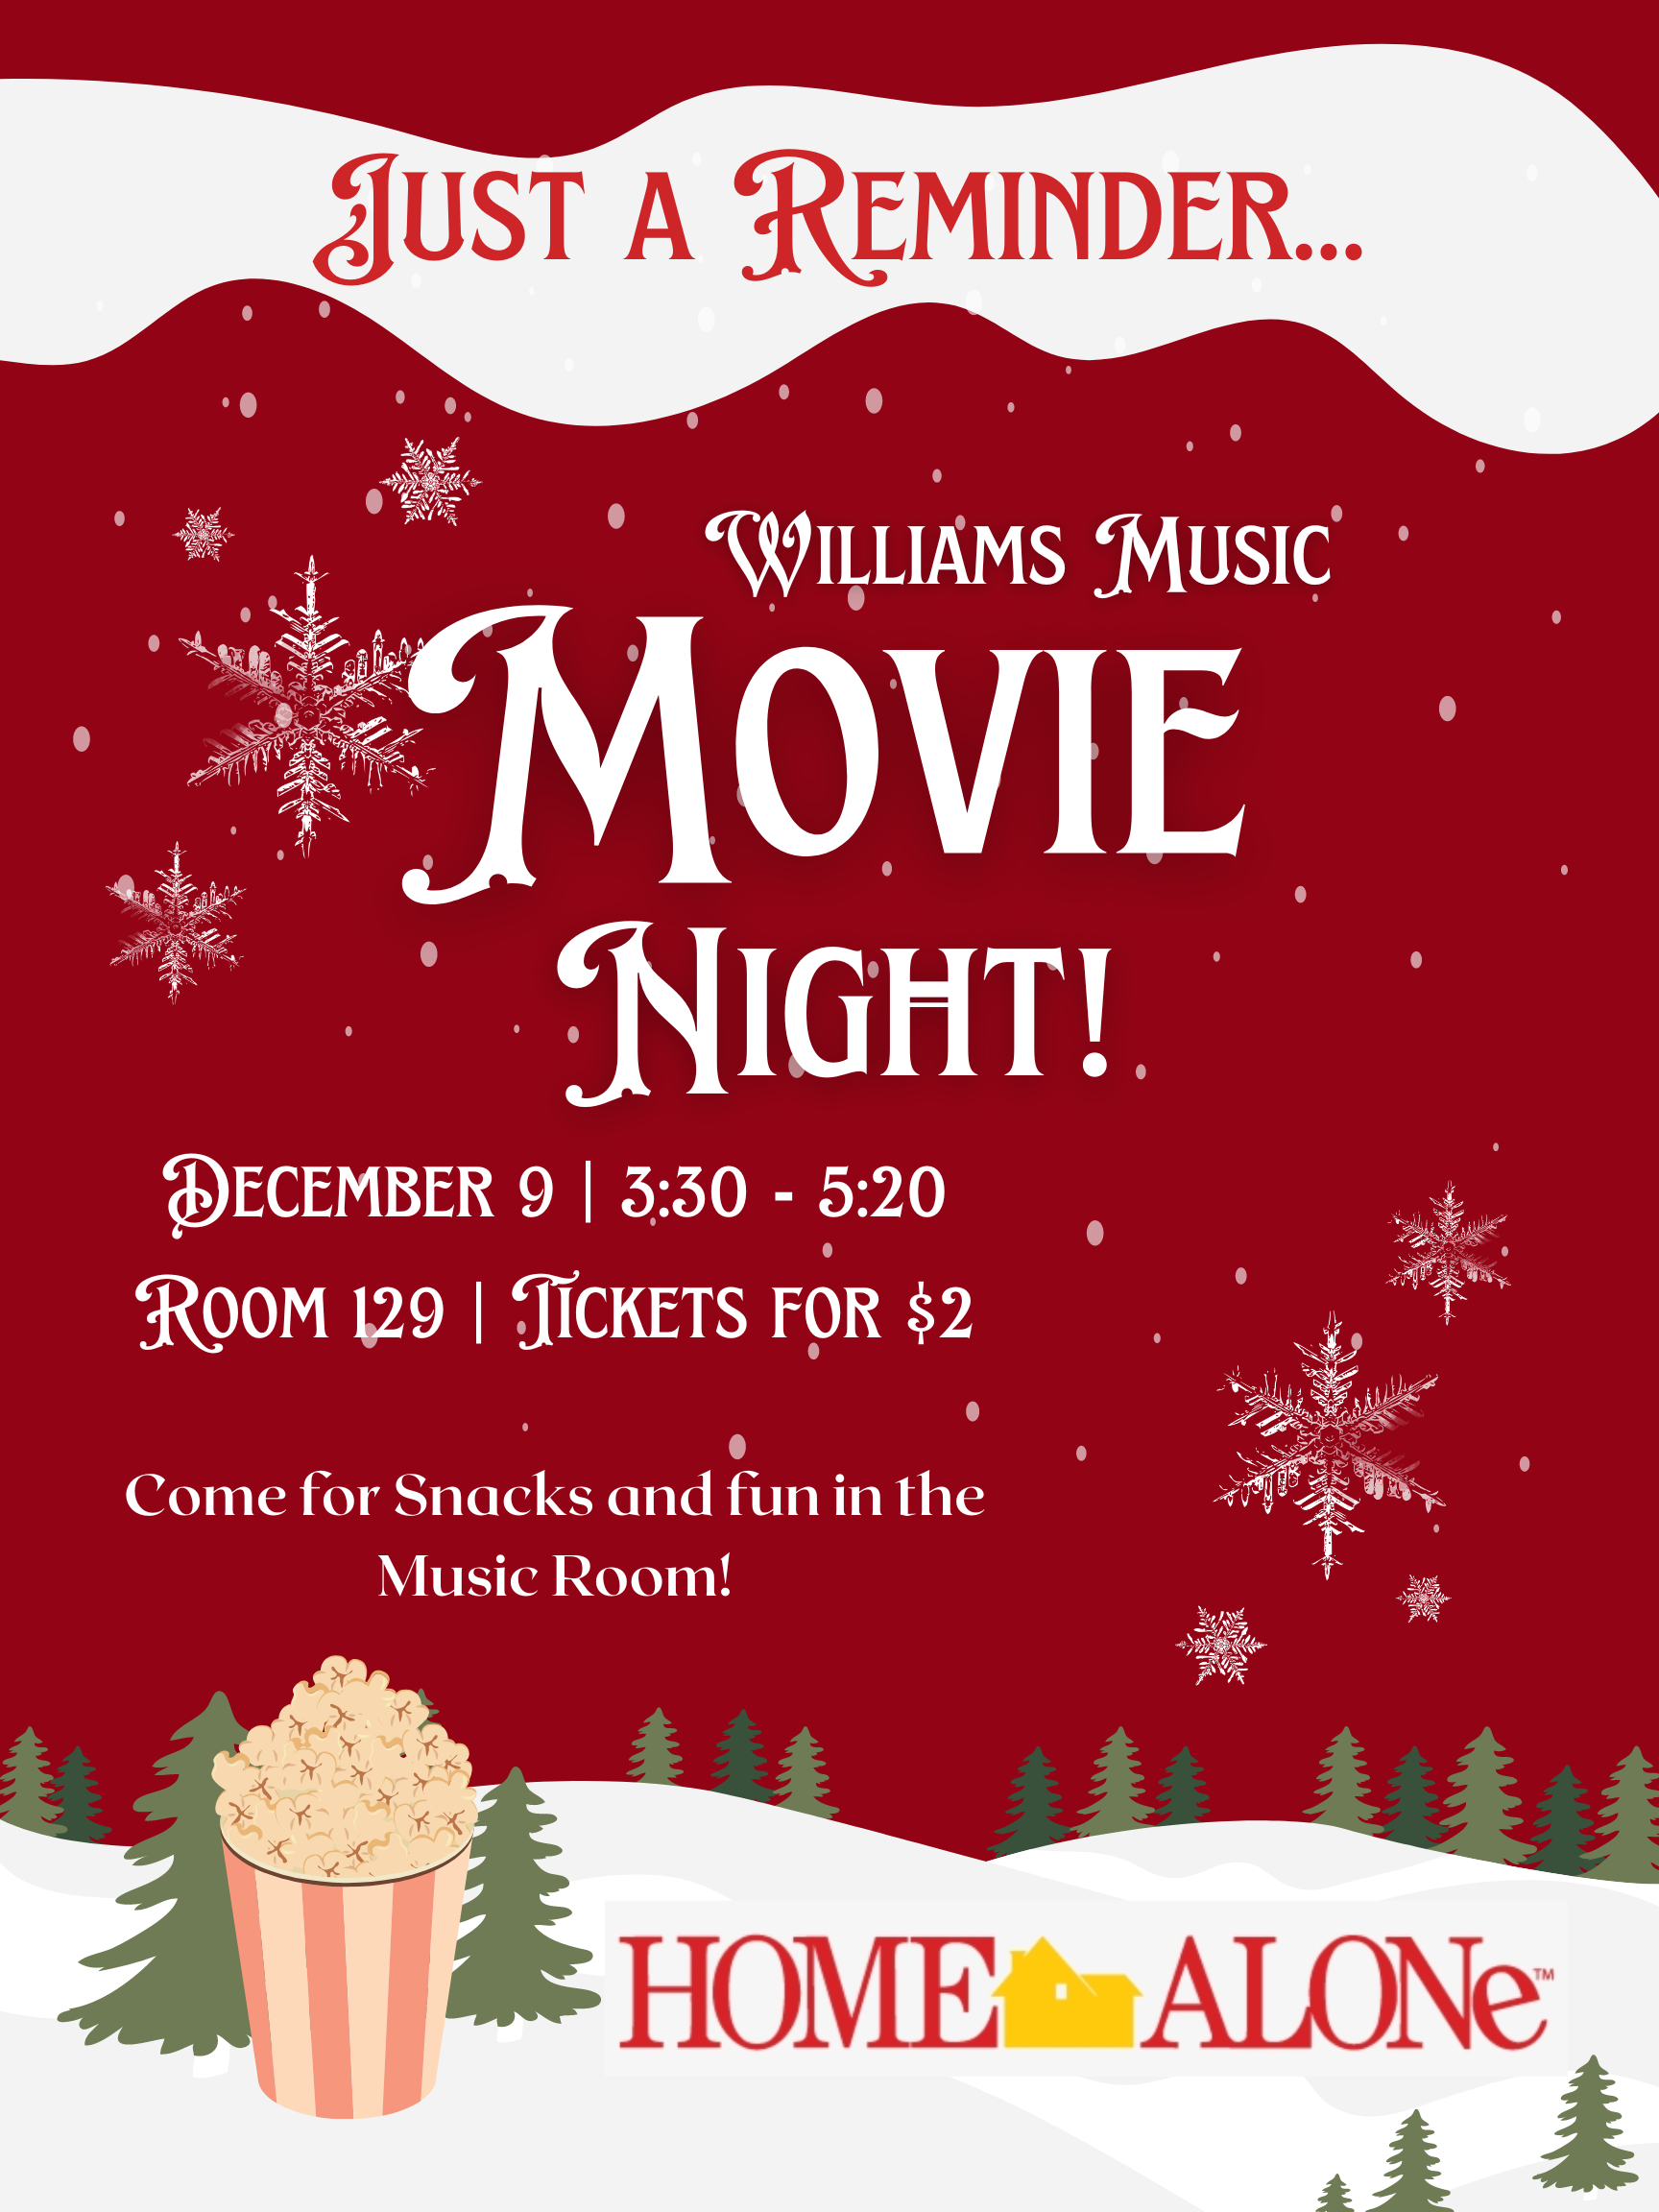 Just a Reminder...
Williams Music
Movie
Night!
December 9 | 3:30 - 5:20
Room 129 | Tickets for $2
Come for Snacks and fun in the
Music Room!
HOME ALONe™